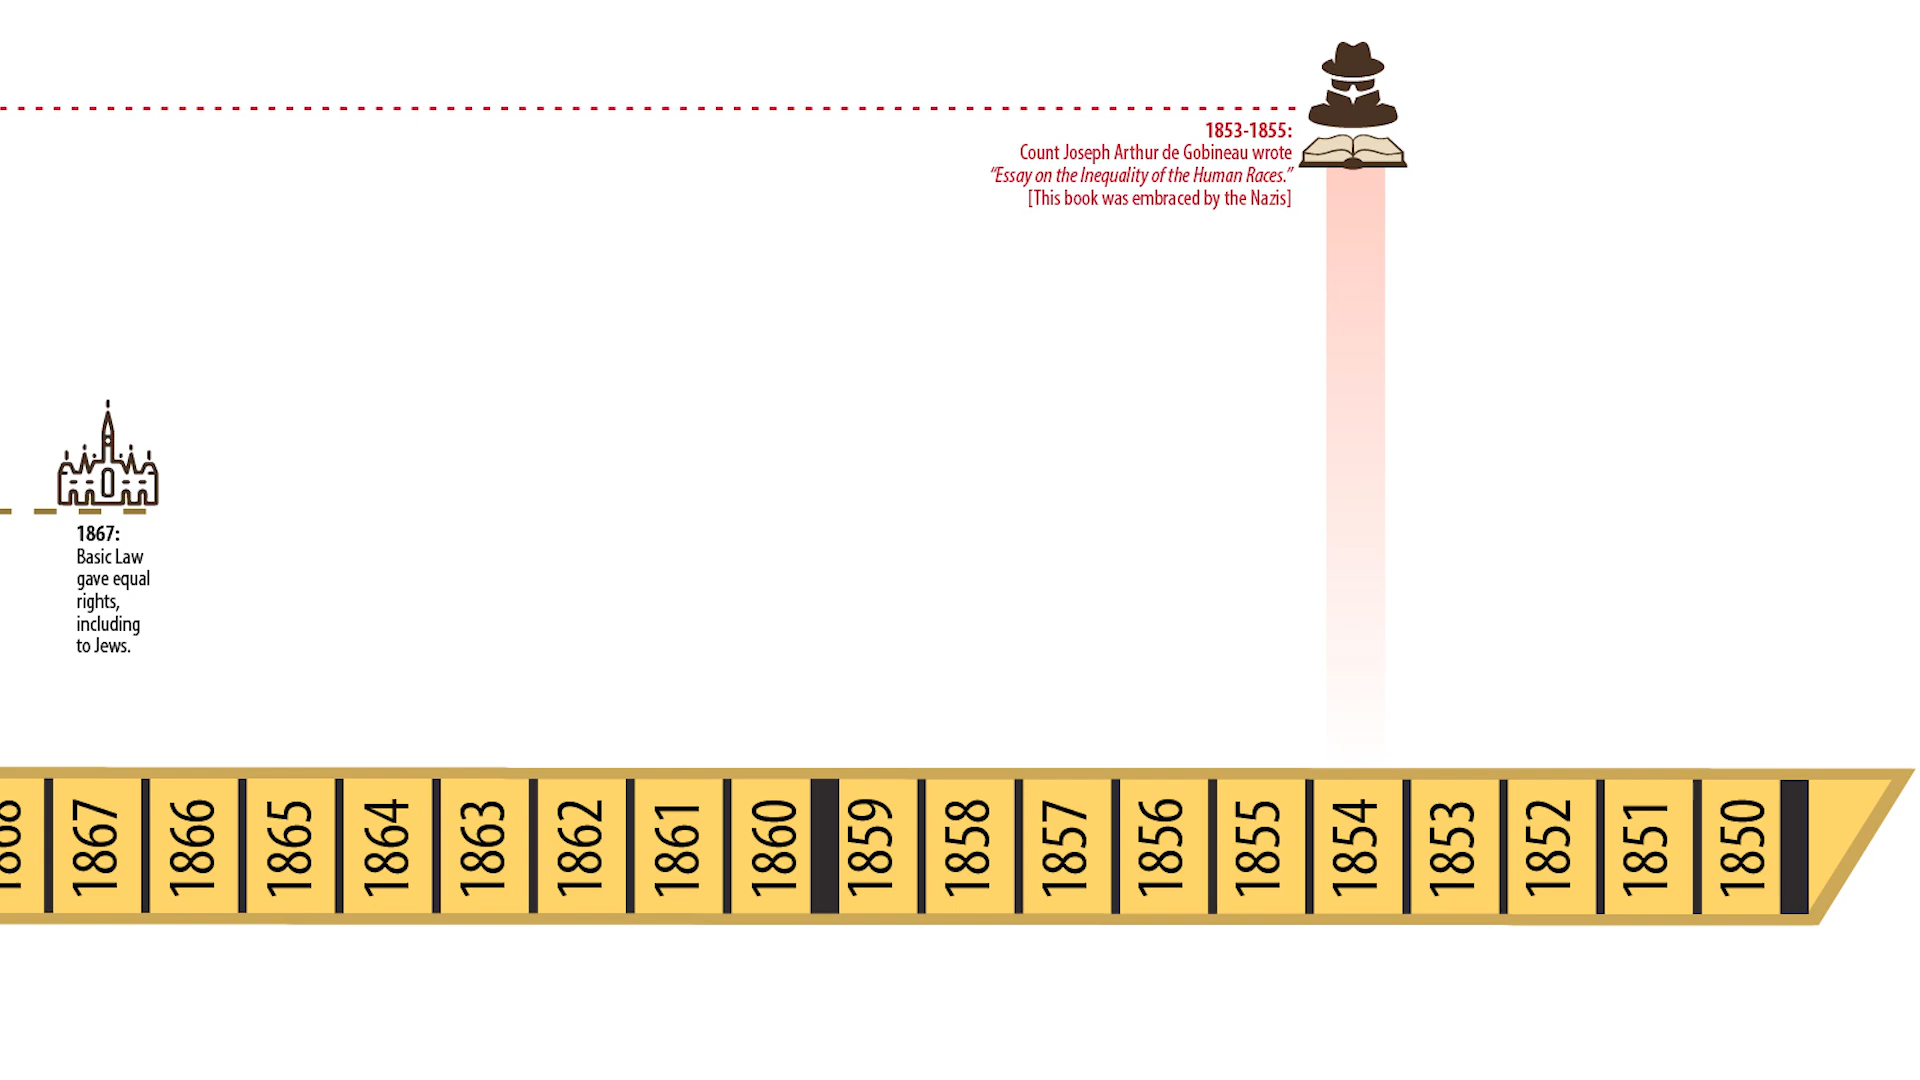 1853-1855:
Count Joseph Arthur de Gobineau wrote
“Essay on the Inequality of the Human Races.”
[This book was embraced by the Nazis]
1867:
Basic Law
gave equal
rights,
including
to Jews.
1868
1867
1866
1865
1864
1863
1862
1861
1860
1859
1858
1857
1856
1855
1854
1853
1852
1851
1850